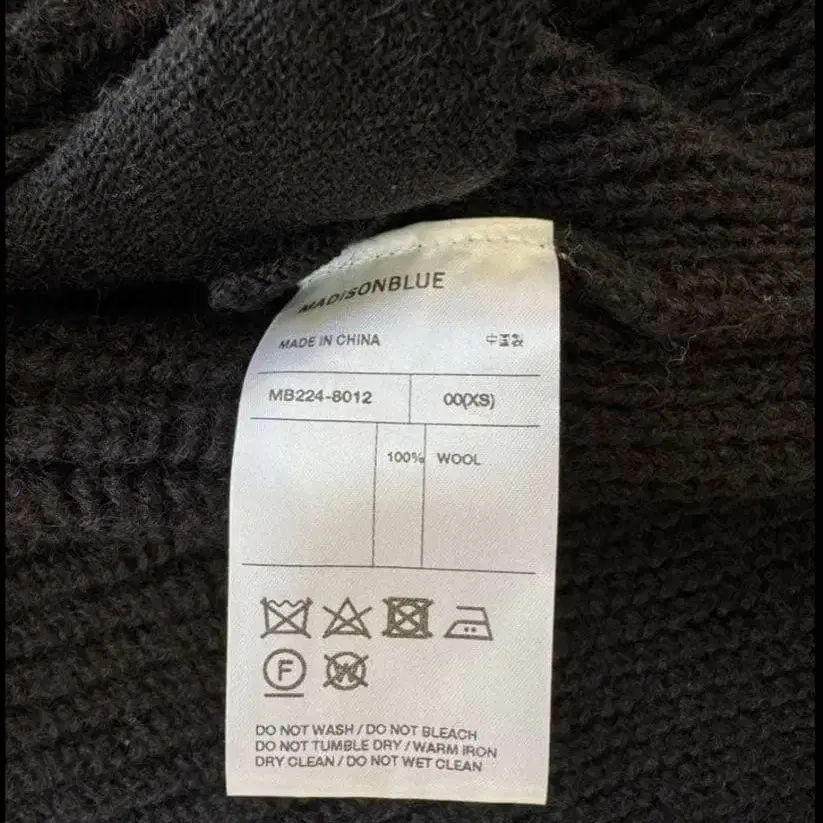 MADISONBLUE
MADE IN CHINA 中国製
MB224-8012 00(XS)
100% WOOL
F
W
DO NOT WASH / DO NOT BLEACH
DO NOT TUMBLE DRY / WARM IRON
DRY CLEAN / DO NOT WET CLEAN